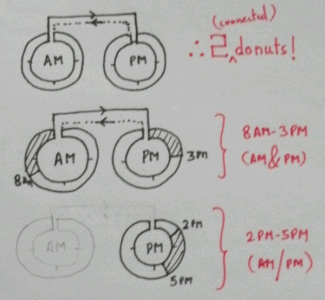 AM
PM
(connected)
∴ 2 donuts!
AM
PM
8AM
3PM
8AM-3PM
(AM & PM)
AM
PM
2PM
5PM
2PM-5PM
(AM/PM)